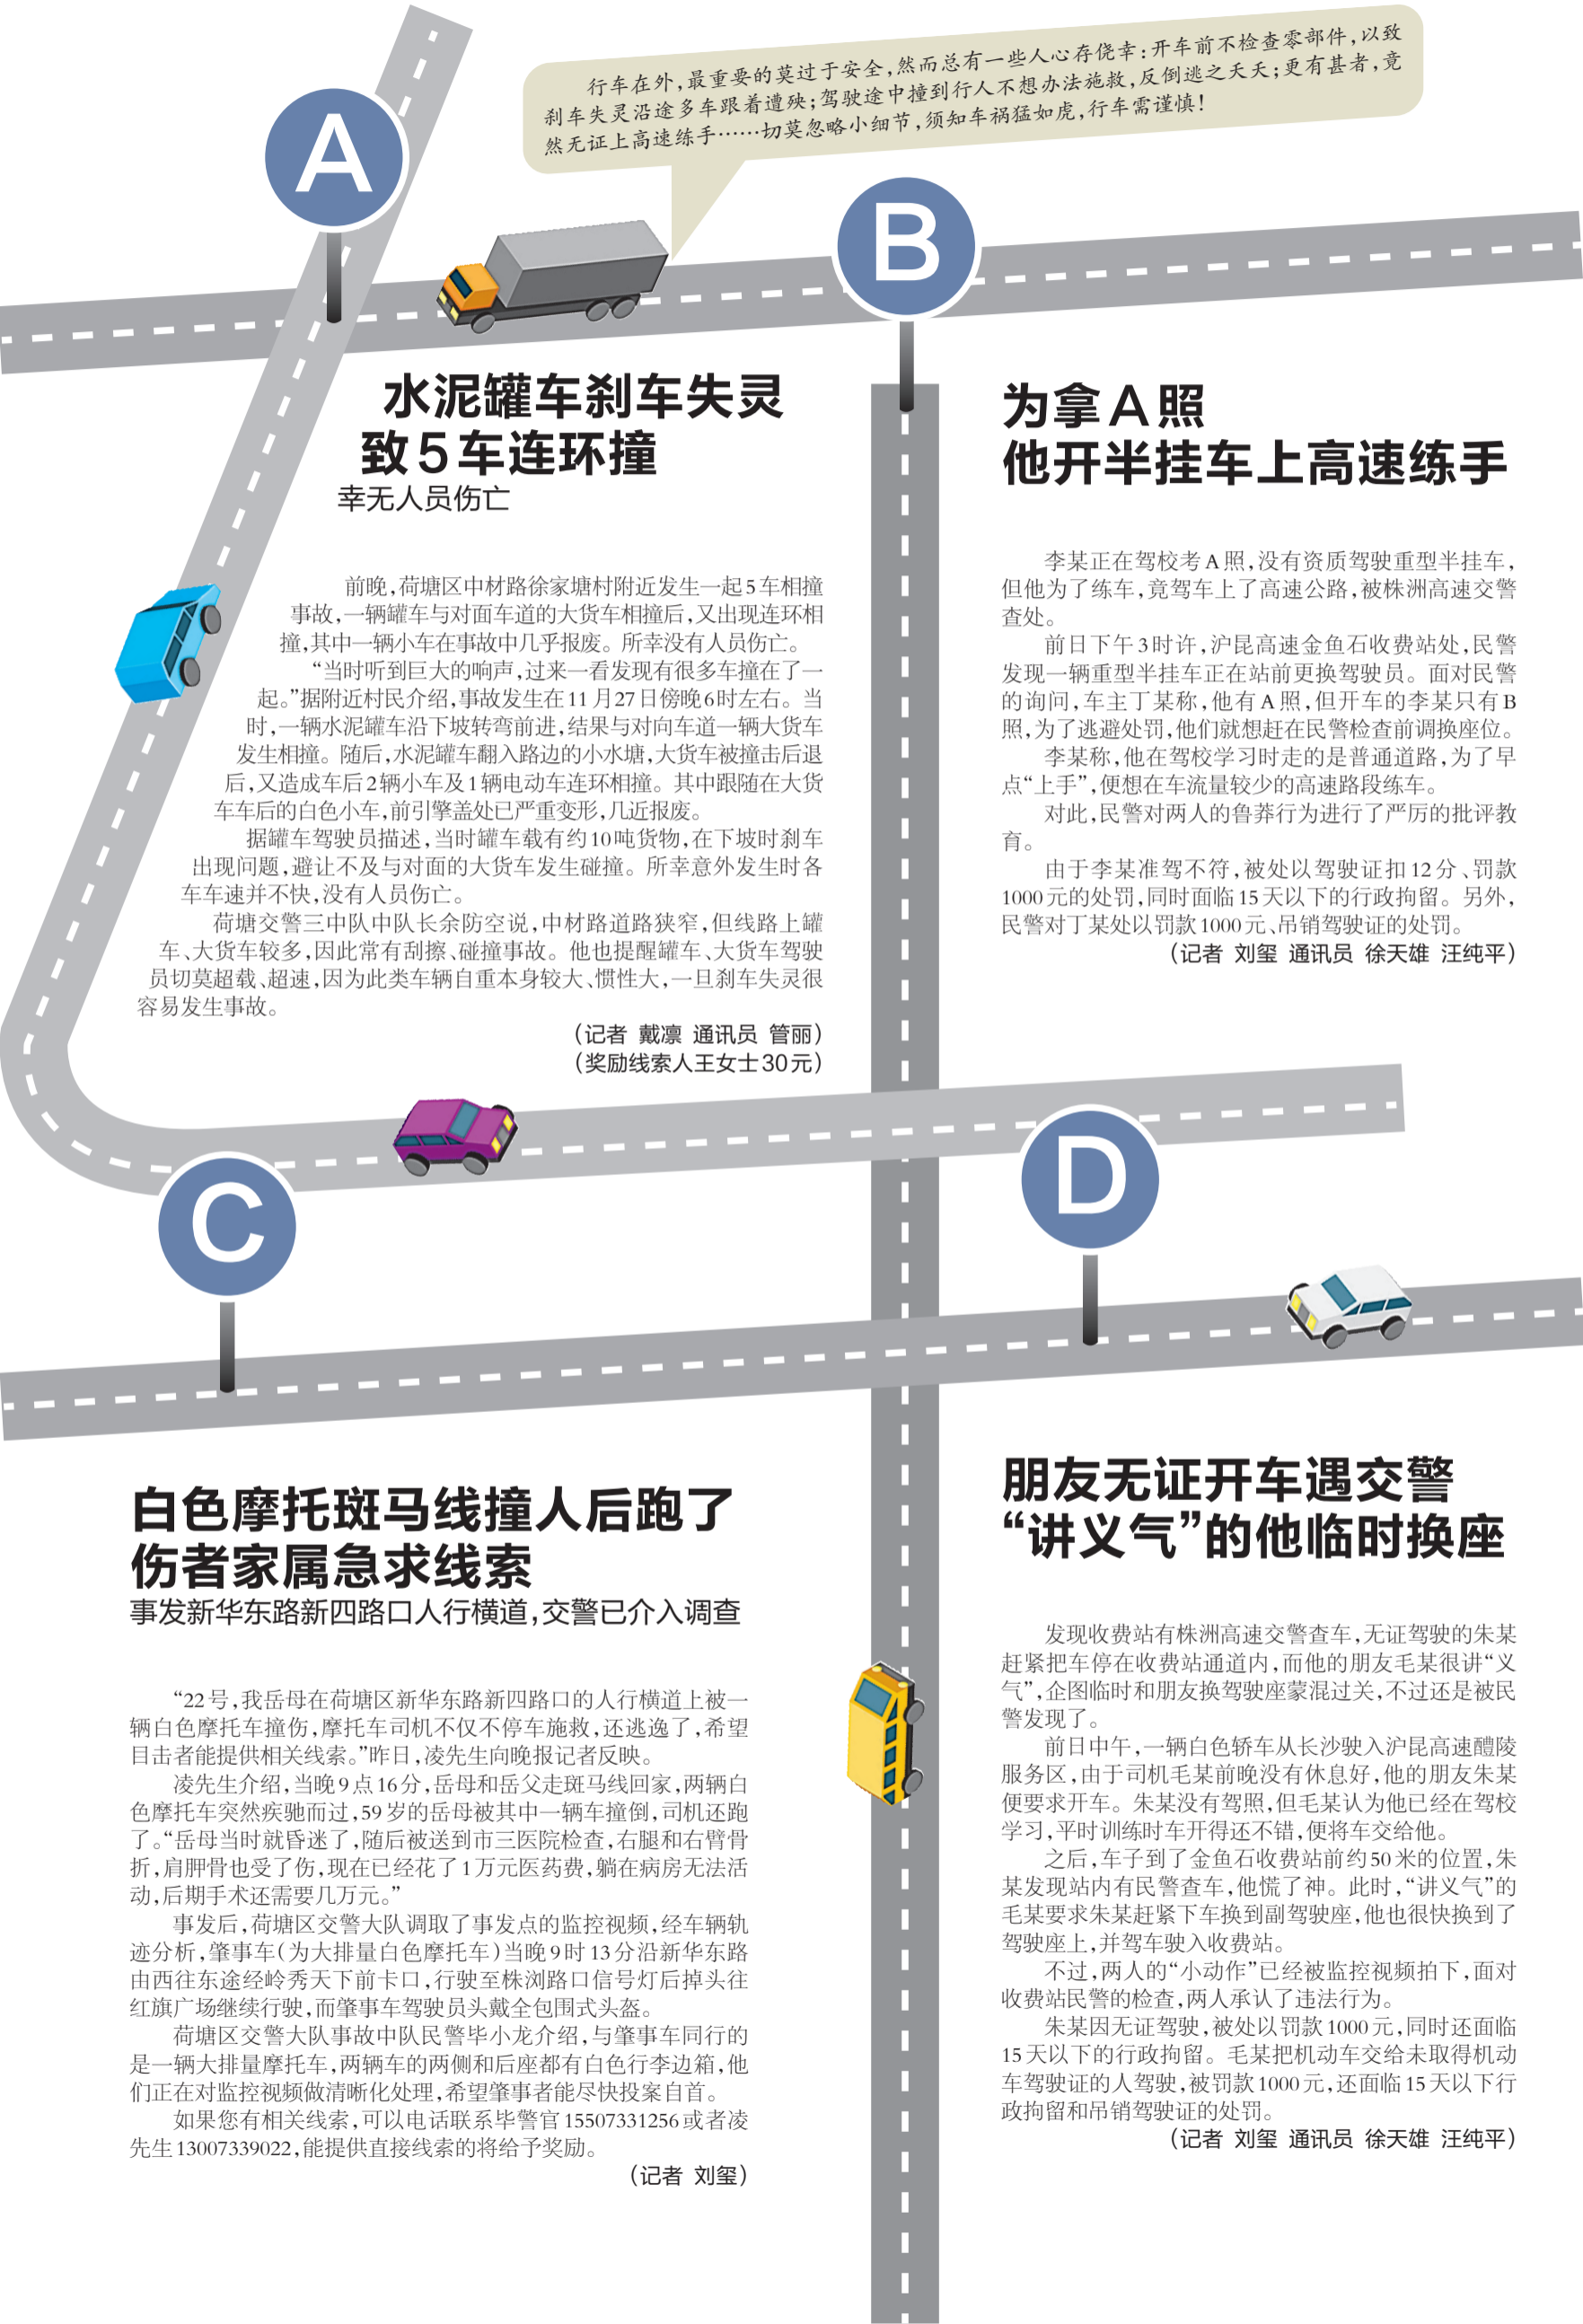 行车在外，最重要的莫过于安全，然而总有一些人心存侥幸：开车前不检查零部件，以致
刹车失灵沿途多车跟着遭殃；驾驶途中撞到行人不想办法施救，反倒逃之夭夭；更有甚者，竟
然无证上高速练手……切莫忽略小细节，须知车祸猛如虎，行车需谨慎！
A
水泥罐车刹车失灵
致5车连环撞
幸无人员伤亡
前晚，荷塘区中材路徐家塘村附近发生一起5车相撞
事故，一辆罐车与对面车道的大货车相撞后，又出现连环相
撞，其中一辆小车在事故中几乎报废。所幸没有人员伤亡。
“当时听到巨大的响声，过来一看发现有很多车撞在了一
起。”据附近村民介绍，事故发生在11月27日傍晚6时左右。当
时，一辆水泥罐车沿下坡转弯前进，结果与对向车道一辆大货车
发生相撞。随后，水泥罐车翻入路边的小水塘，大货车被撞击后退
后，又造成车后2辆小车及1辆电动车连环相撞。其中跟随在大货
车车后的白色小车，前引擎盖处已严重变形，几近报废。
据罐车驾驶员描述，当时罐车载有约10吨货物，在下坡时刹车
出现问题，避让不及与对面的大货车发生碰撞。所幸意外发生时各
车车速并不快，没有人员伤亡。
荷塘交警三中队中队长余防空说，中材路道路狭窄，但线路上罐
车、大货车较多，因此常有刮擦、碰撞事故。他也提醒罐车、大货车驾驶
员切莫超载、超速，因为此类车辆自重本身较大、惯性大，一旦刹车失灵很
容易发生事故。
（记者 戴凛 通讯员 管丽）
（奖励线索人王女士30元）
B
为拿A照
他开半挂车上高速练手
李某正在驾校考A照，没有资质驾驶重型半挂车，
但他为了练车，竟驾车上了高速公路，被株洲高速交警
查处。
前日下午3时许，沪昆高速金鱼石收费站处，民警
发现一辆重型半挂车正在站前更换驾驶员。面对民警
的询问，车主丁某称，他有A照，但开车的李某只有B
照，为了逃避处罚，他们就想赶在民警检查前调换座位。
李某称，他在驾校学习时走的是普通道路，为了早
点“上手”，便想在车流量较少的高速路段练车。
对此，民警对两人的鲁莽行为进行了严厉的批评教
育。
由于李某准驾不符，被处以驾驶证扣12分、罚款
1000元的处罚，同时面临15天以下的行政拘留。另外，
民警对丁某处以罚款1000元、吊销驾驶证的处罚。
（记者 刘玺 通讯员 徐天雄 汪纯平）
C
白色摩托斑马线撞人后跑了
伤者家属急求线索
事发新华东路新四路口人行横道，交警已介入调查
“22号，我岳母在荷塘区新华东路新四路口的人行横道上被一
辆白色摩托车撞伤，摩托车司机不仅不停车施救，还逃逸了，希望
目击者能提供相关线索。”昨日，凌先生向晚报记者反映。
凌先生介绍，当晚9点16分，岳母和岳父走斑马线回家，两辆白
色摩托车突然疾驰而过，59岁的岳母被其中一辆车撞倒，司机还跑
了。“岳母当时就昏迷了，随后被送到市三医院检查，右腿和右臂骨
折，肩胛骨也受了伤，现在已经花了1万元医药费，躺在病房无法活
动，后期手术还需要几万元。”
事发后，荷塘区交警大队调取了事发点的监控视频，经车辆轨
迹分析，肇事车（为大排量白色摩托车）当晚9时13分沿新华东路
由西往东途经岭秀天下前卡口，行驶至株浏路口信号灯后掉头往
红旗广场继续行驶，而肇事车驾驶员头戴全包围式头盔。
荷塘区交警大队事故中队民警毕小龙介绍，与肇事车同行的
是一辆大排量摩托车，两辆车的两侧和后座都有白色行李边箱，他
们正在对监控视频做清晰化处理，希望肇事者能尽快投案自首。
如果您有相关线索，可以电话联系毕警官15507331256或者凌
先生13007339022，能提供直接线索的将给予奖励。
（记者 刘玺）
D
朋友无证开车遇交警
“讲义气”的他临时换座
发现收费站有株洲高速交警查车，无证驾驶的朱某
赶紧把车停在收费站通道内，而他的朋友毛某很讲“义
气”，企图临时和朋友换驾驶座蒙混过关，不过还是被民
警发现了。
前日中午，一辆白色轿车从长沙驶入沪昆高速醴陵
服务区，由于司机毛某前晚没有休息好，他的朋友朱某
便要求开车。朱某没有驾照，但毛某认为他已经在驾校
学习，平时训练时车开得还不错，便将车交给他。
之后，车子到了金鱼石收费站前约50米的位置，朱
某发现站内有民警查车，他慌了神。此时，“讲义气”的
毛某要求朱某赶紧下车换到副驾驶座，他也很快换到了
驾驶座上，并驾车驶入收费站。
不过，两人的“小动作”已经被监控视频拍下，面对
收费站民警的检查，两人承认了违法行为。
朱某因无证驾驶，被处以罚款1000元，同时还面临
15天以下的行政拘留。毛某把机动车交给未取得机动
车驾驶证的人驾驶，被罚款1000元，还面临15天以下行
政拘留和吊销驾驶证的处罚。
（记者 刘玺 通讯员 徐天雄 汪纯平）